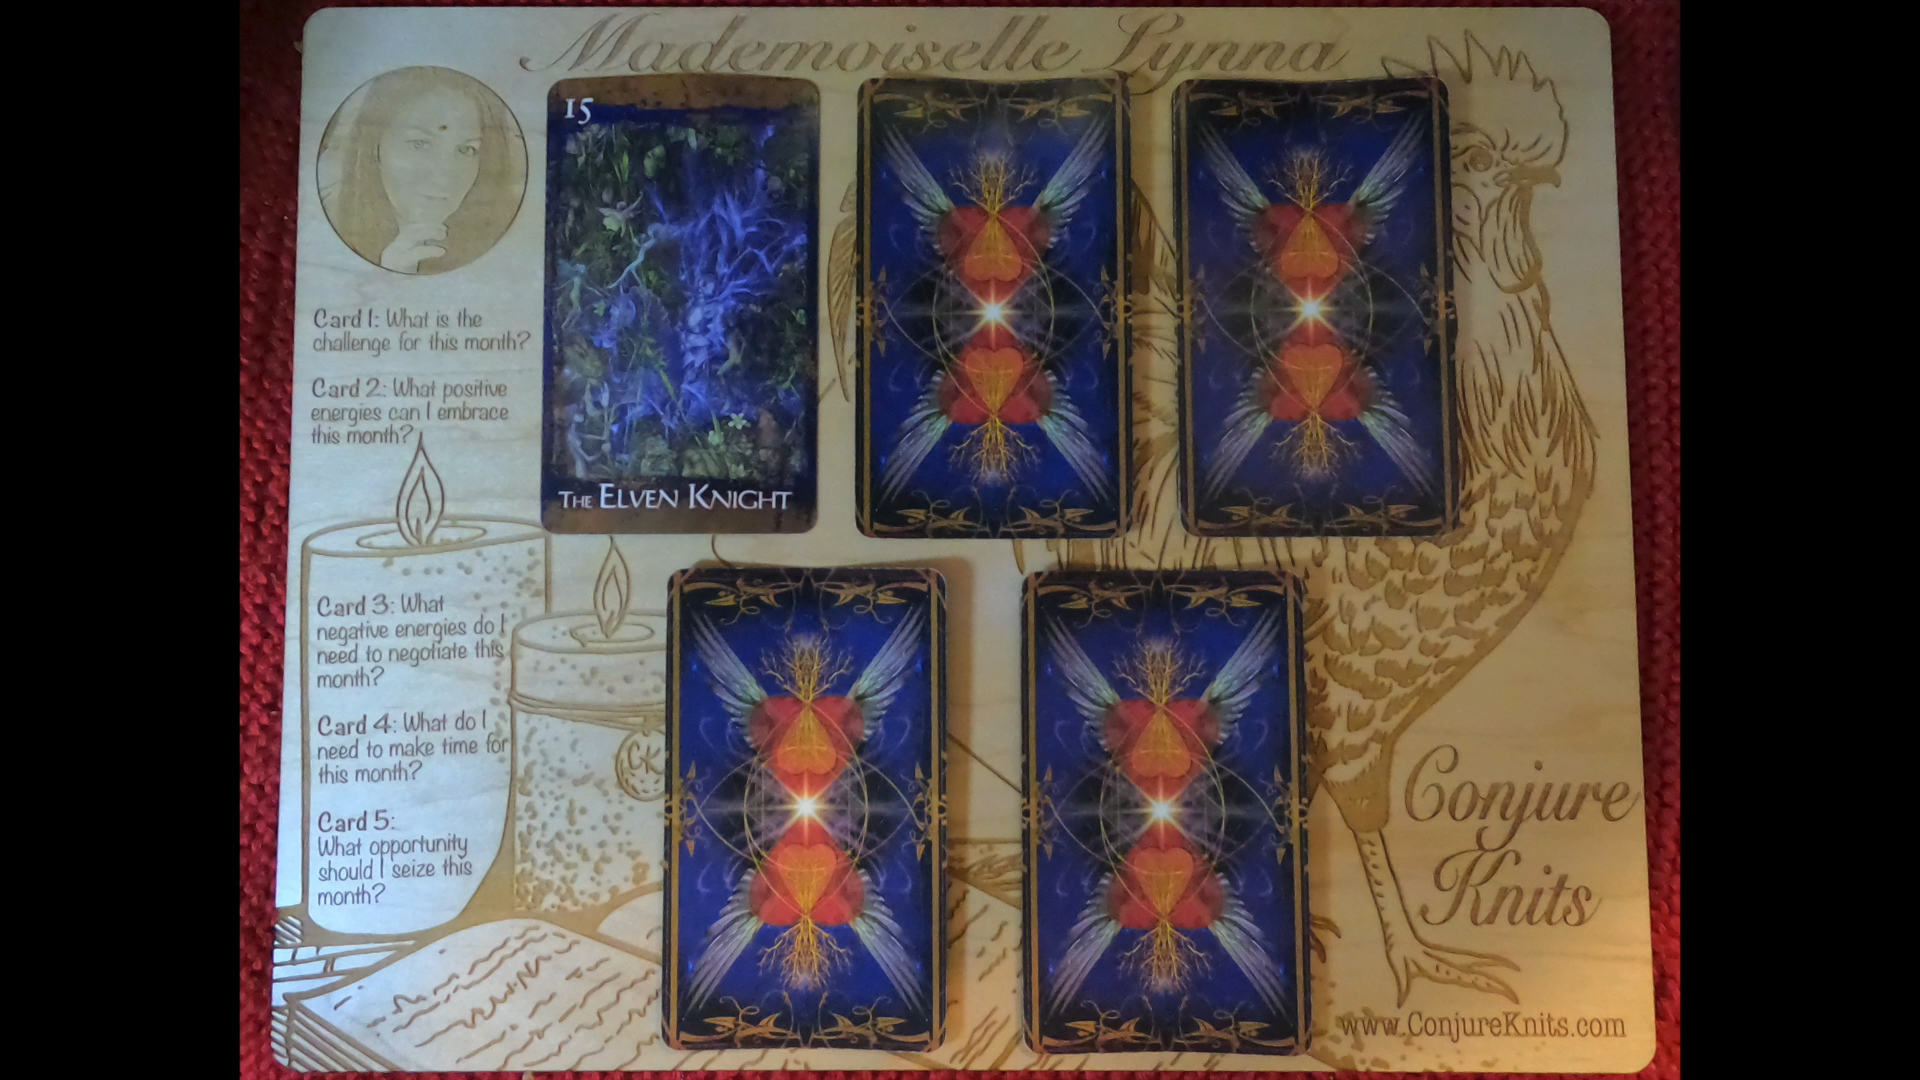 Mademoiselle Lynna
15
THE ELVEN KNIGHT
Card 1: What is the
challenge for this month?
Card 2: What positive
energies can I embrace
this month?
Card 3: What
negative energies do I
need to negotiate this
month?
Card 4: What do I
need to make time for
this month?
Card 5:
What opportunity
should I seize this
month?
CK
Conjure
Knits
www.ConjureKnits.com